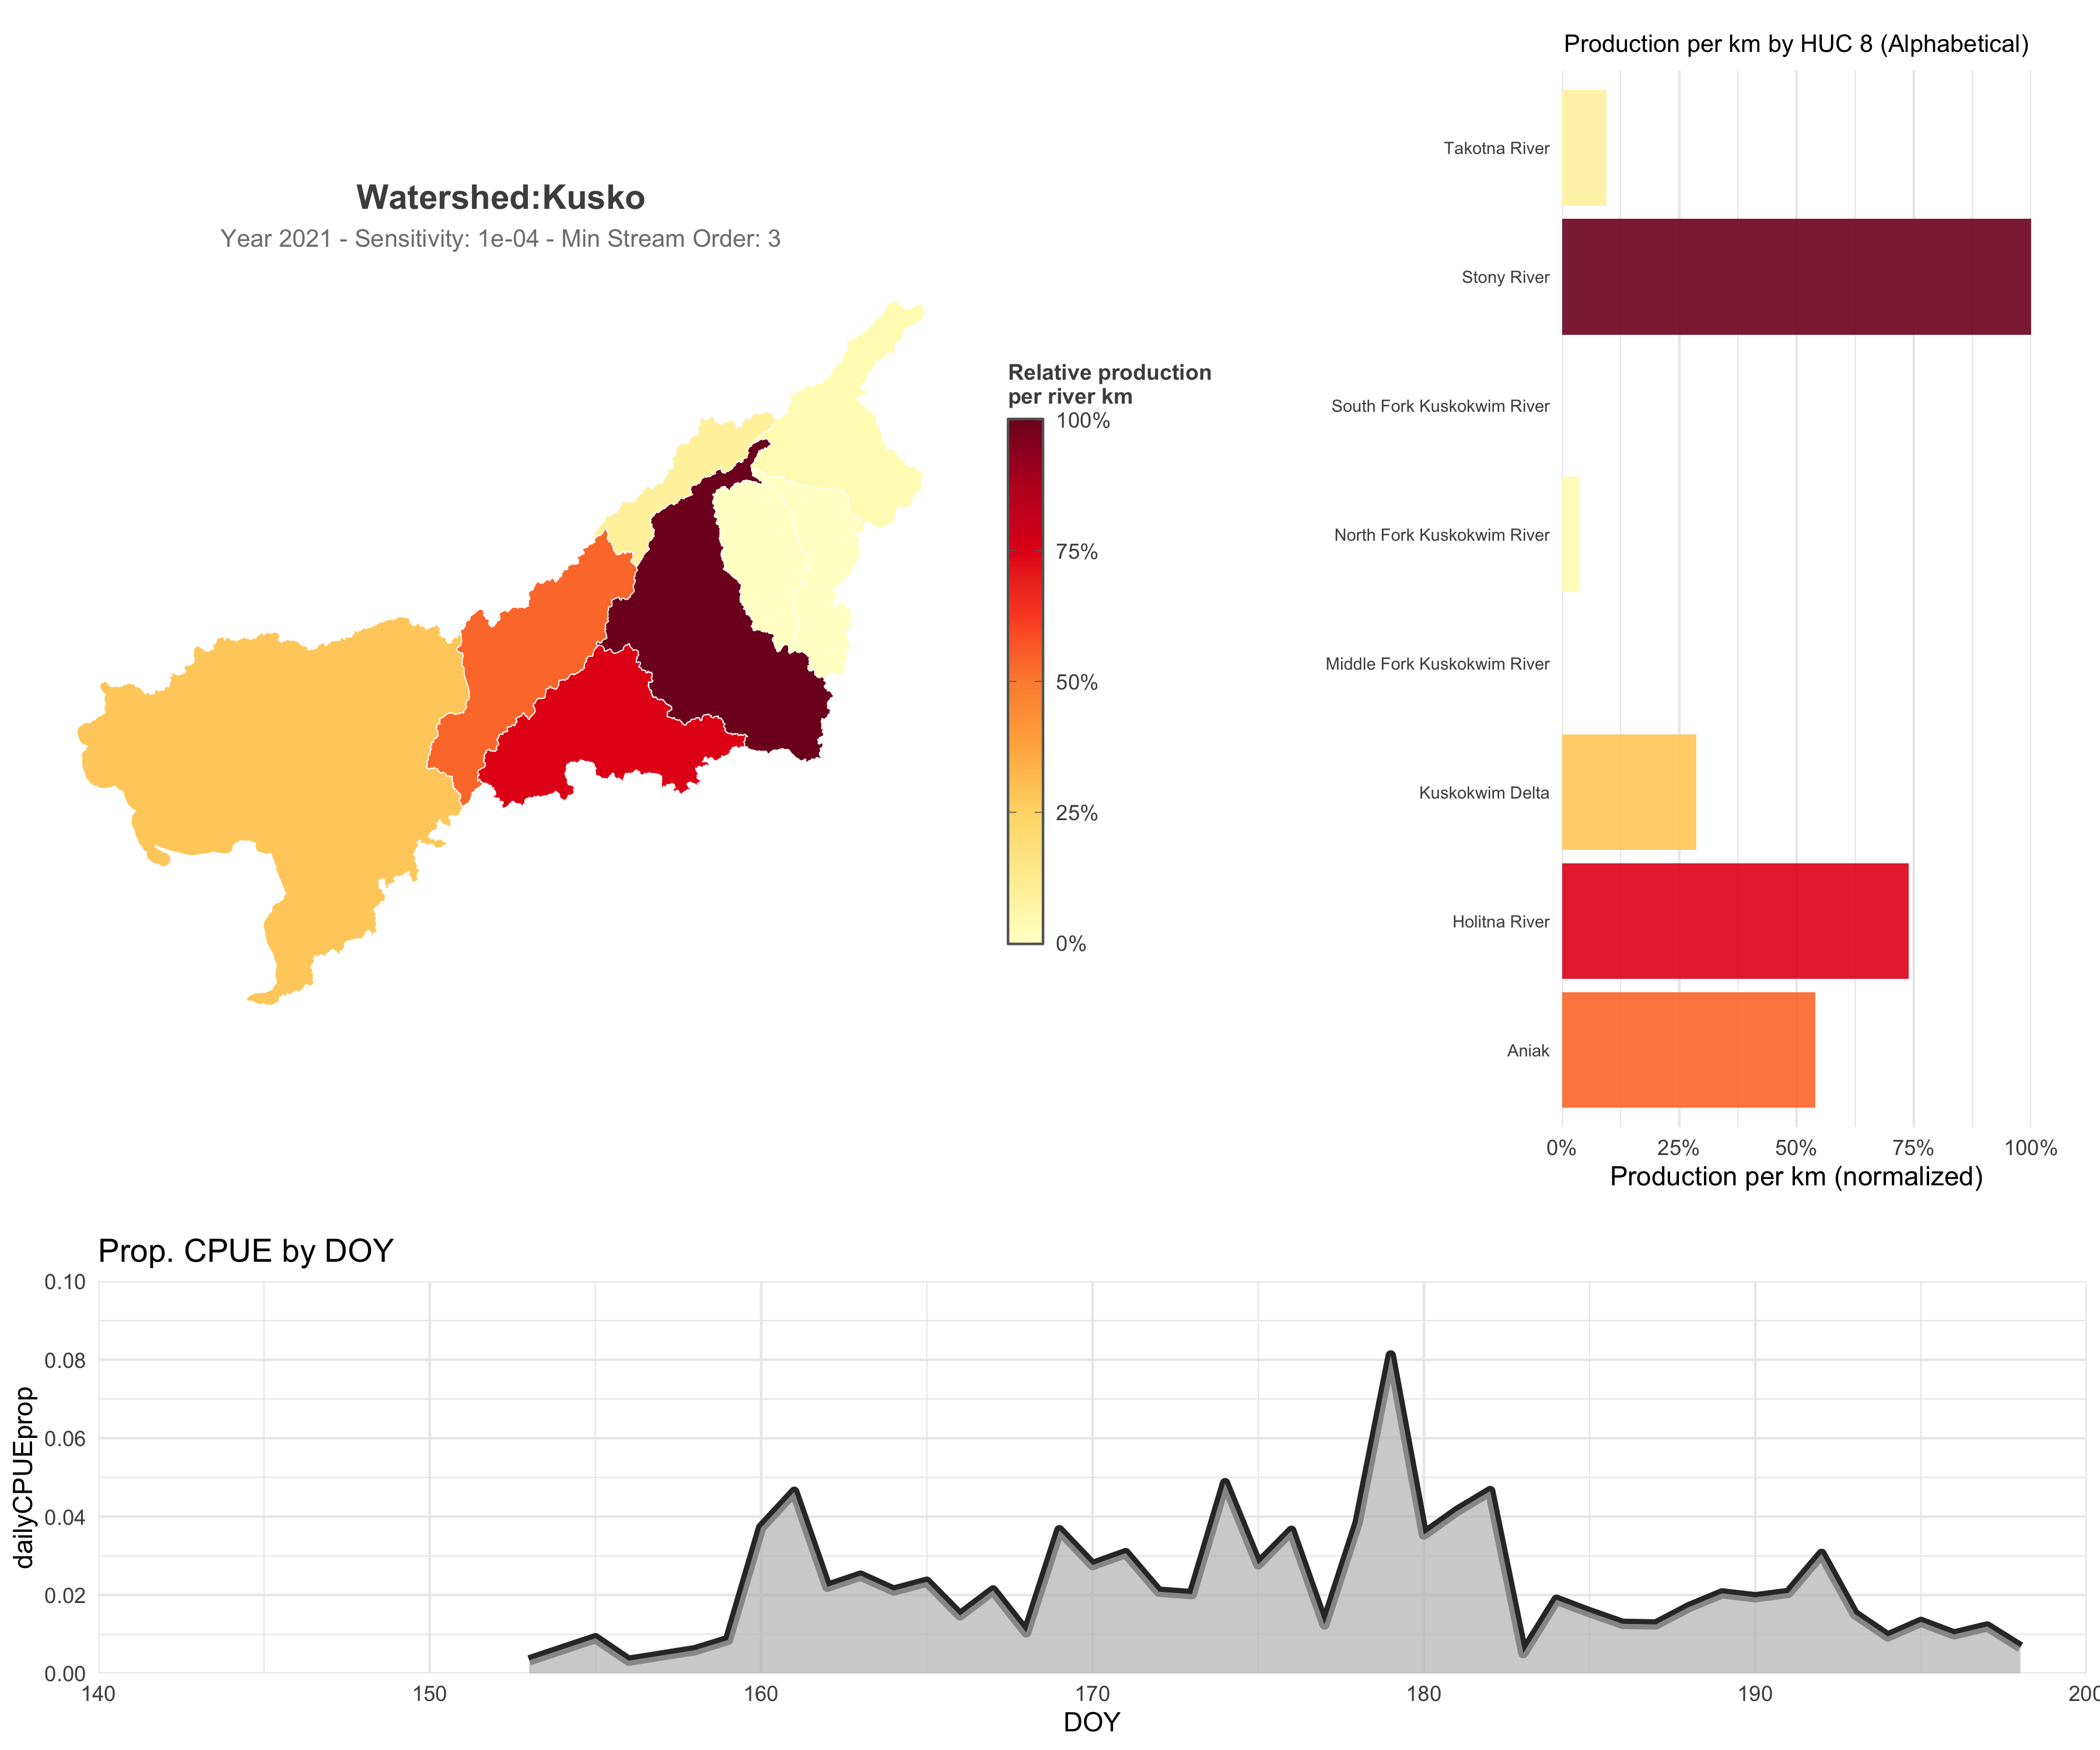 Production per km by HUC 8 (Alphabetical)
Takotna River
Stony River
South Fork Kuskokwim River
North Fork Kuskokwim River
Middle Fork Kuskokwim River
Kuskokwim Delta
Holitna River
Aniak
0% 25% 50% 75% 100%
Production per km (normalized)
Watershed:Kusko
Year 2021 - Sensitivity: 1e-04 - Min Stream Order: 3
Relative production
per river km
100%
75%
50%
25%
0%
Prop. CPUE by DOY
dailyCPUEprop
0.10
0.08
0.06
0.04
0.02
0.00
140 150 160 170 180 190 200
DOY